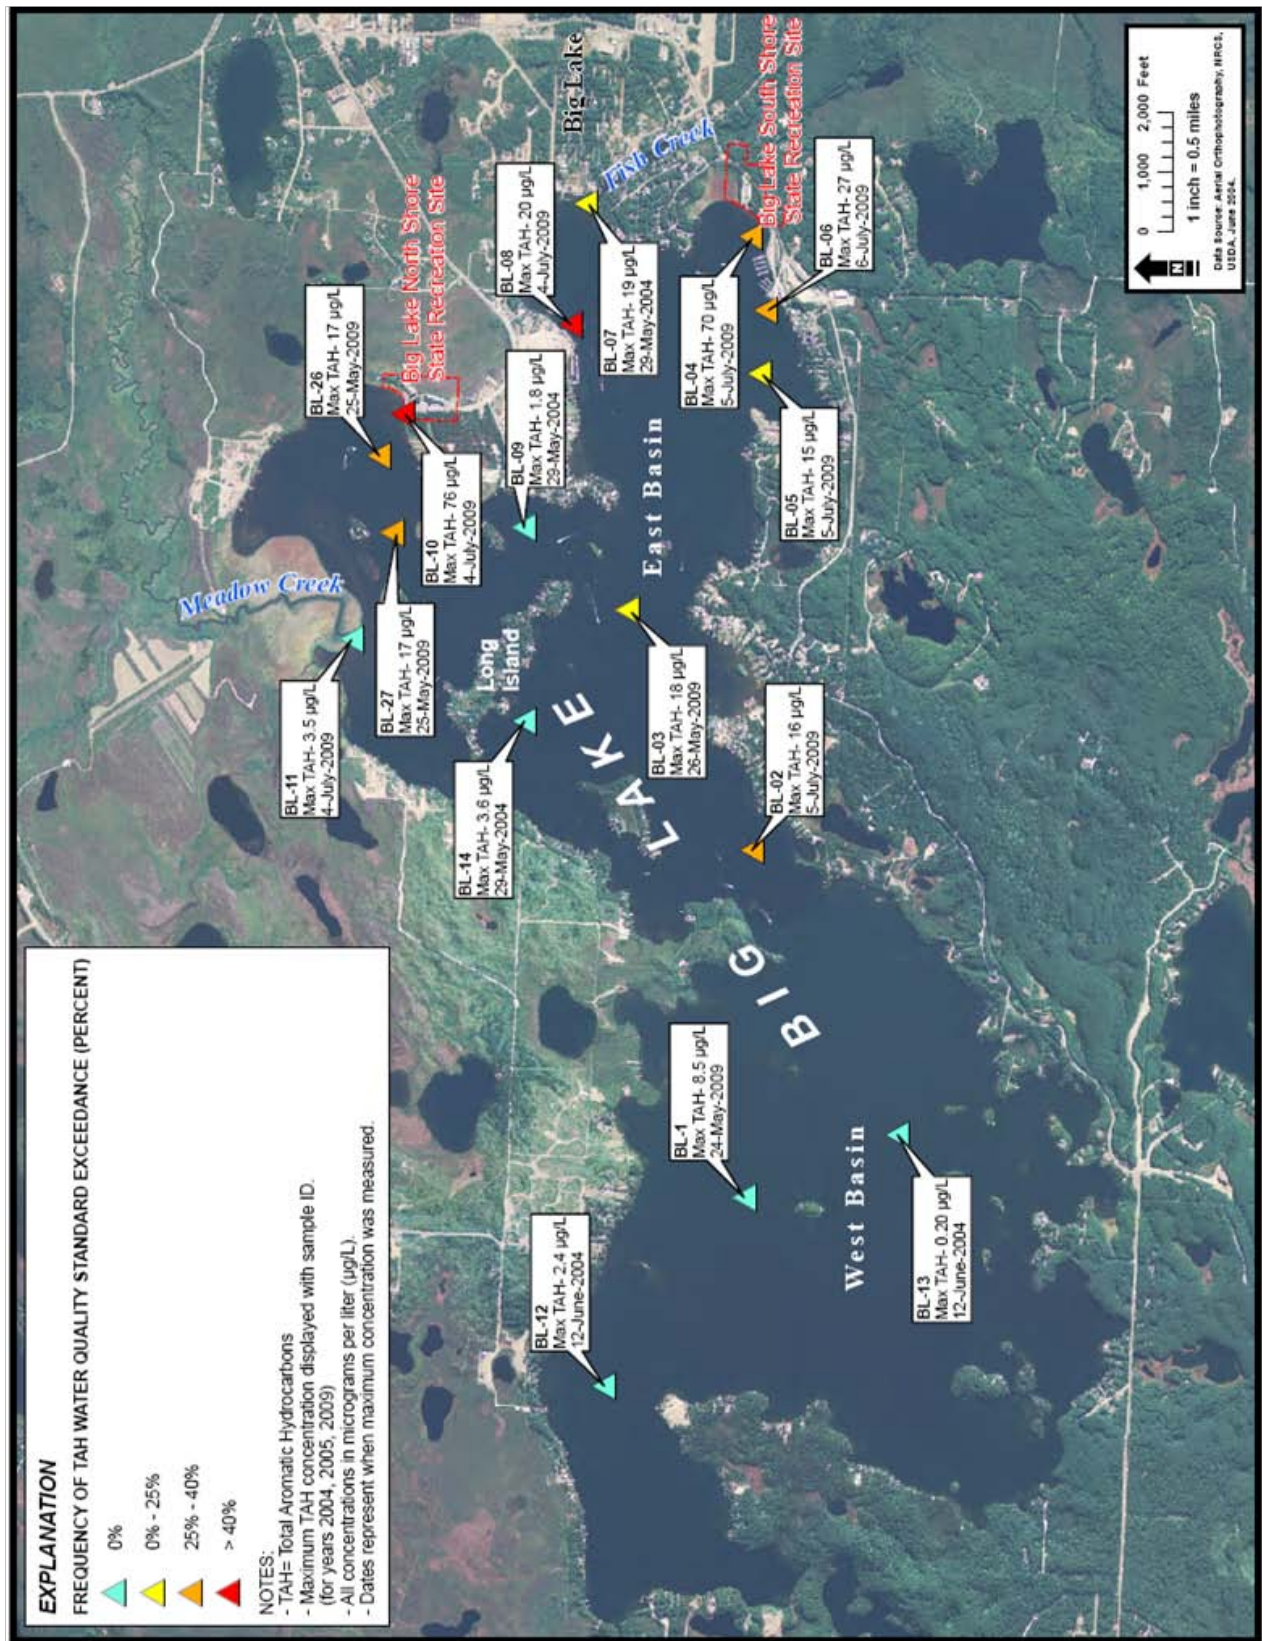 EXPLANATION
FREQUENCY OF TAH WATER QUALITY STANDARD EXCEEDANCE (PERCENT)
0%
0% - 25%
25% - 40%
> 40%
NOTES:
- TAH= Total Aromatic Hydrocarbons
- Maximum TAH concentration displayed with sample ID.
(for years 2004, 2005, 2009)
- All concentrations in micrograms per liter (µg/L).
- Dates represent when maximum concentration was measured.
BL-12
Max TAH- 2.4 µg/L
12-June-2004
BL-1
Max TAH- 8.5 µg/L
24-May-2009
BL-13
Max TAH- 0.20 µg/L
12-June-2004
West Basin
BIG LAKE
BL-14
Max TAH- 3.6 µg/L
29-May-2004
BL-11
Max TAH- 3.5 µg/L
4-July-2009
Meadow Creek
BL-27
Max TAH- 17 µg/L
25-May-2009
Long
Island
BL-03
Max TAH- 18 µg/L
26-May-2009
BL-02
Max TAH- 16 µg/L
5-July-2009
BL-26
Max TAH- 17 µg/L
25-May-2009
Big Lake North Shore
State Recreation Site
BL-10
Max TAH- 76 µg/L
4-July-2009
BL-09
Max TAH- 1.8 µg/L
29-May-2004
BL-08
Max TAH- 20 µg/L
4-July-2009
Big Lake
Fish Creek
BL-07
Max TAH- 19 µg/L
29-May-2004
East Basin
BL-04
Max TAH- 70 µg/L
5-July-2009
BL-05
Max TAH- 15 µg/L
5-July-2009
BL-06
Max TAH- 27 µg/L
6-July-2009
Big Lake South Shore
State Recreation Site
N
0 1,000 2,000 Feet
1 inch = 0.5 miles
Data Source: Aerial Orthophotography, NRCS,
USDA, June 2004.